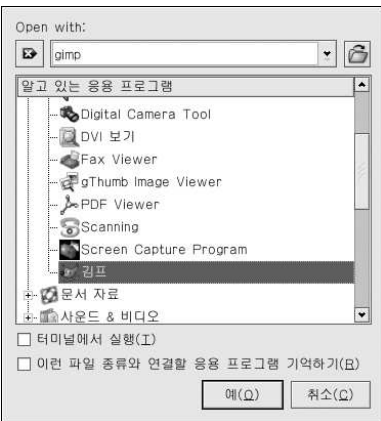 Open with:
gimp
알고 있는 응용 프로그램
Digital Camera Tool
DVI 보기
Fax Viewer
gThumb Image Viewer
PDF Viewer
Scanning
Screen Capture Program
김프
문서 자료
사운드 & 비디오
터미널에서 실행(T)
이런 파일 종류와 연결할 응용 프로그램 기억하기(R)
예(O) 취소(C)